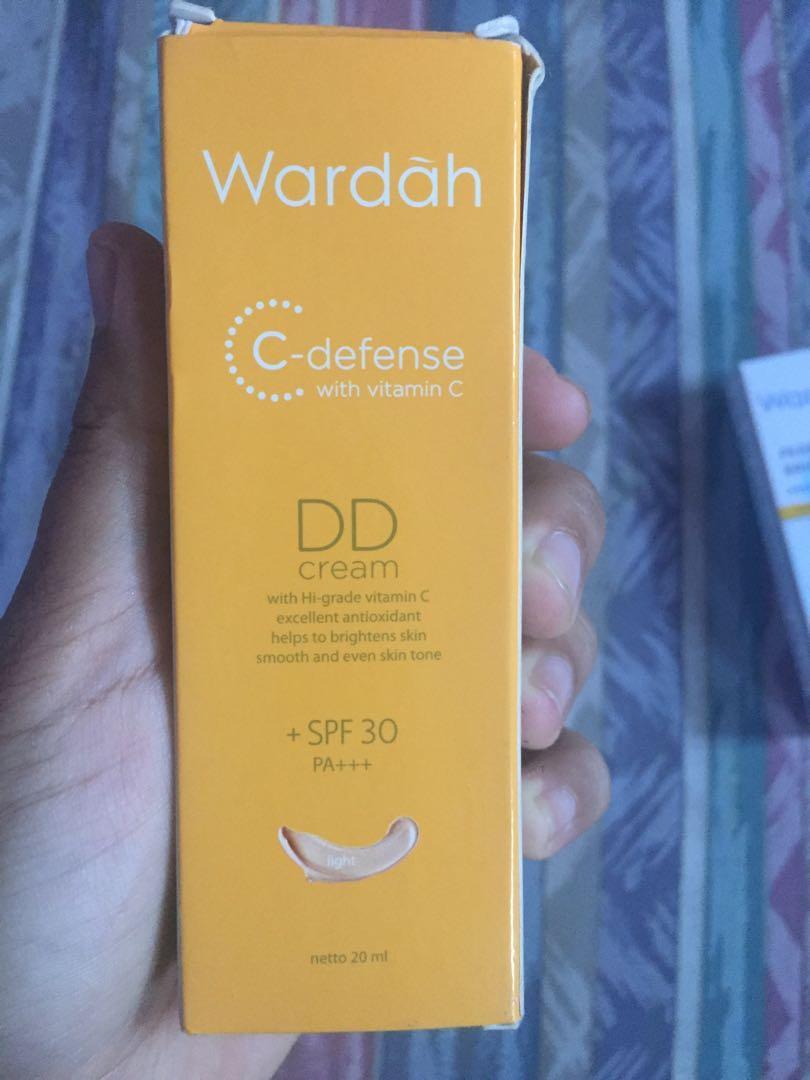 Wardàh
C-defense
with vitamin C
DD
cream
with Hi-grade vitamin C
excellent antioxidant
helps to brightens skin
smooth and even skin tone
+ SPF 30
PA+++
light
netto 20 ml